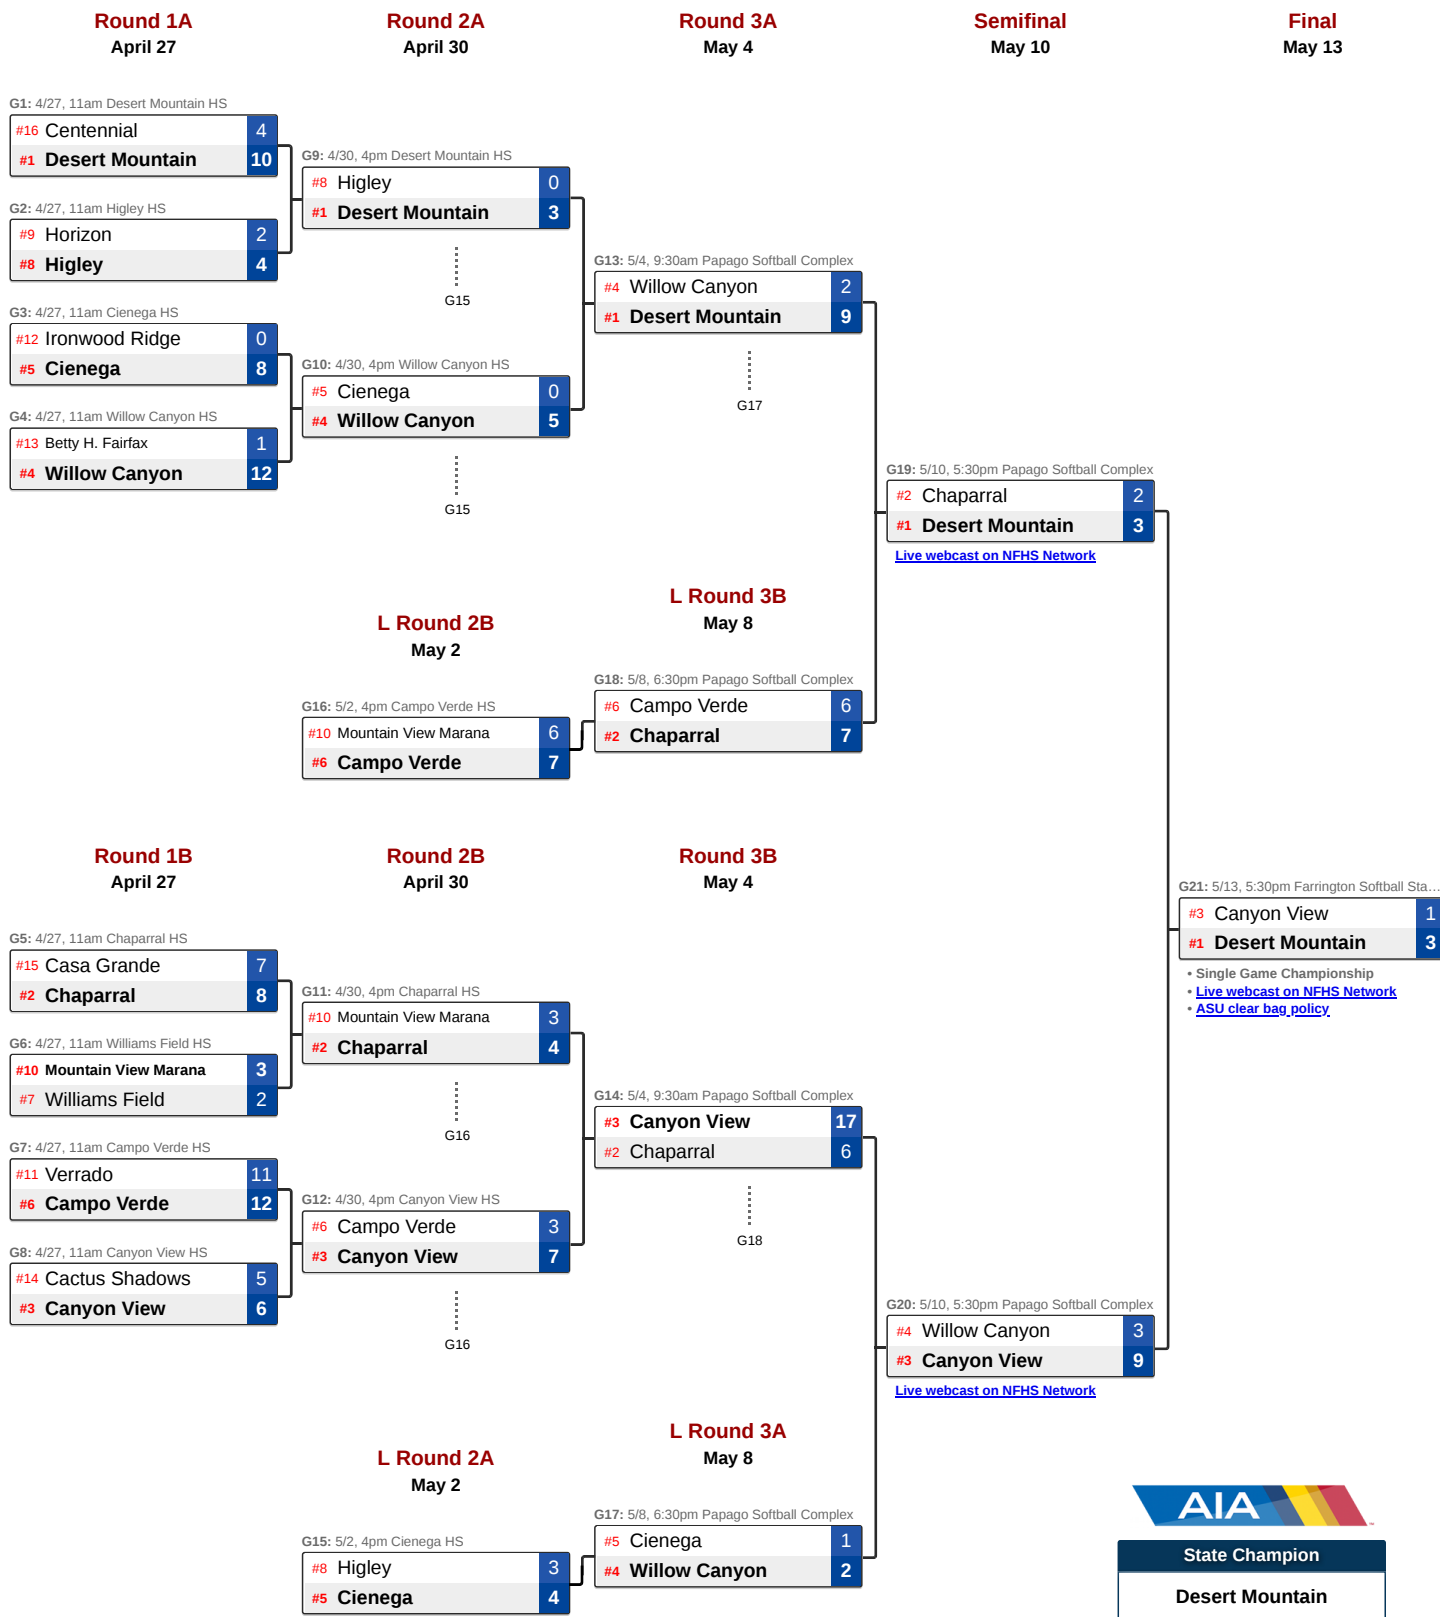 Round 1A
April 27
Round 2A
April 30
Round 3A
May 4
Semifinal
May 10
Final
May 13
G1: 4/27, 11am Desert Mountain HS
#16 Centennial 4
#1 Desert Mountain 10
G2: 4/27, 11am Higley HS
#9 Horizon 2
#8 Higley 4
G3: 4/27, 11am Cienega HS
#12 Ironwood Ridge 0
#5 Cienega 8
G4: 4/27, 11am Willow Canyon HS
#13 Betty H. Fairfax 1
#4 Willow Canyon 12
G9: 4/30, 4pm Desert Mountain HS
#8 Higley 0
#1 Desert Mountain 3
G15
G10: 4/30, 4pm Willow Canyon HS
#5 Cienega 0
#4 Willow Canyon 5
G15
G13: 5/4, 9:30am Papago Softball Complex
#4 Willow Canyon 2
#1 Desert Mountain 9
G17
G19: 5/10, 5:30pm Papago Softball Complex
#2 Chaparral 2
#1 Desert Mountain 3
Live webcast on NFHS Network
L Round 2B
May 2
G16: 5/2, 4pm Campo Verde HS
#10 Mountain View Marana 6
#6 Campo Verde 7
L Round 3B
May 8
G18: 5/8, 6:30pm Papago Softball Complex
#6 Campo Verde 6
#2 Chaparral 7
Round 1B
April 27
Round 2B
April 30
Round 3B
May 4
G5: 4/27, 11am Chaparral HS
#15 Casa Grande 7
#2 Chaparral 8
G6: 4/27, 11am Williams Field HS
#10 Mountain View Marana 3
#7 Williams Field 2
G7: 4/27, 11am Campo Verde HS
#11 Verrado 11
#6 Campo Verde 12
G8: 4/27, 11am Canyon View HS
#14 Cactus Shadows 5
#3 Canyon View 6
G11: 4/30, 4pm Chaparral HS
#10 Mountain View Marana 3
#2 Chaparral 4
G16
G12: 4/30, 4pm Canyon View HS
#6 Campo Verde 3
#3 Canyon View 7
G16
G14: 5/4, 9:30am Papago Softball Complex
#3 Canyon View 17
#2 Chaparral 6
G18
G20: 5/10, 5:30pm Papago Softball Complex
#4 Willow Canyon 3
#3 Canyon View 9
Live webcast on NFHS Network
G21: 5/13, 5:30pm Farrington Softball Sta...
#3 Canyon View 1
#1 Desert Mountain 3
• Single Game Championship
• Live webcast on NFHS Network
• ASU clear bag policy
L Round 2A
May 2
G15: 5/2, 4pm Cienega HS
#8 Higley 3
#5 Cienega 4
L Round 3A
May 8
G17: 5/8, 6:30pm Papago Softball Complex
#5 Cienega 1
#4 Willow Canyon 2
AIA
State Champion
Desert Mountain